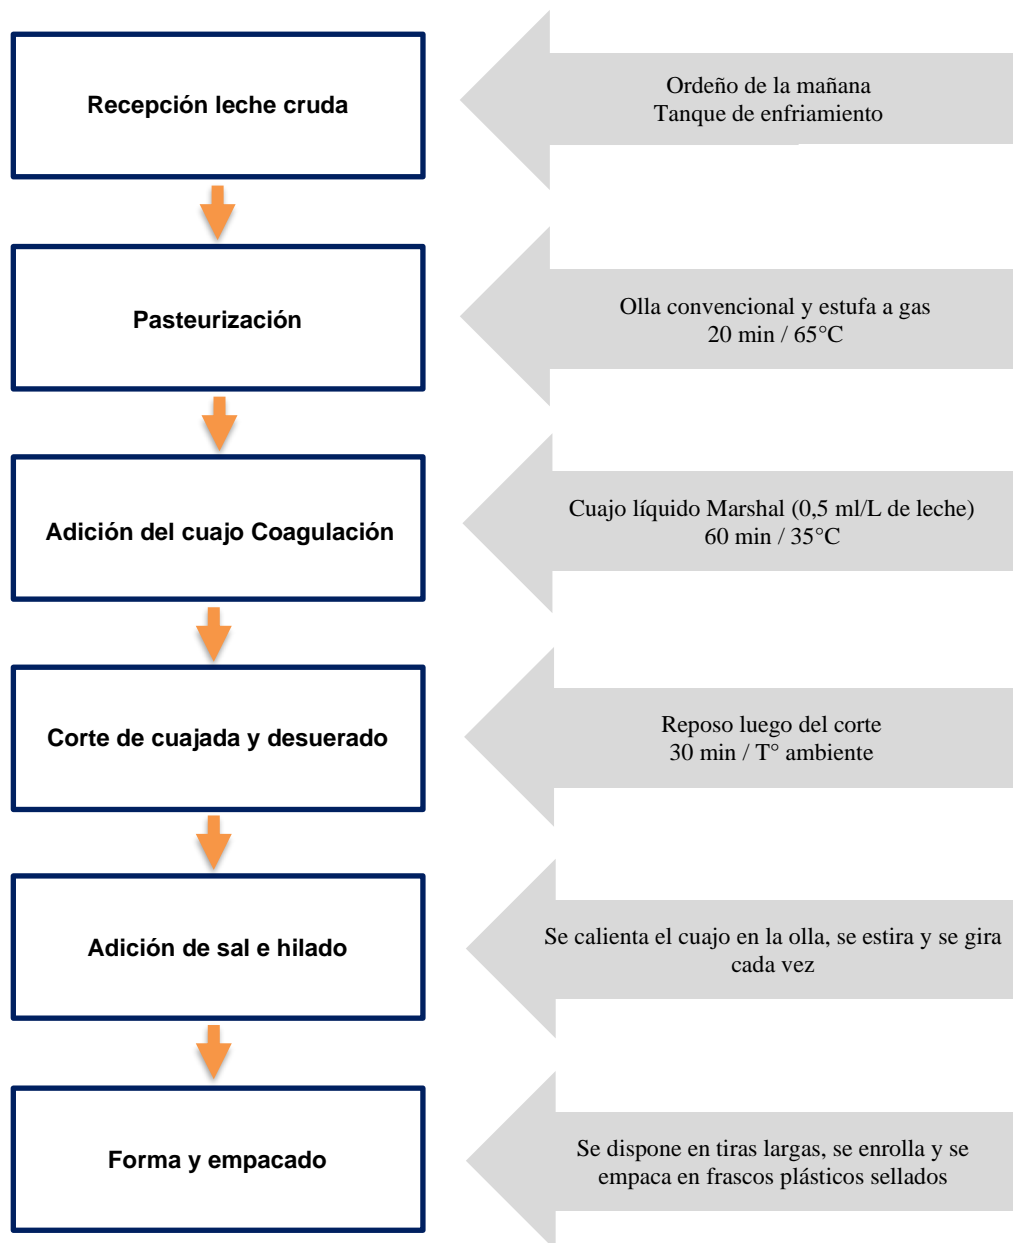 Recepción leche cruda
Ordeño de la mañana
Tanque de enfriamiento
Pasteurización
Olla convencional y estufa a gas
20 min / 65°C
Adición del cuajo Coagulación
Cuajo líquido Marshal (0,5 ml/L de leche)
60 min / 35°C
Corte de cuajada y desuerado
Reposo luego del corte
30 min / T° ambiente
Adición de sal e hilado
Se calienta el cuajo en la olla, se estira y se gira
cada vez
Forma y empacado
Se dispone en tiras largas, se enrolla y se
empaca en frascos plásticos sellados